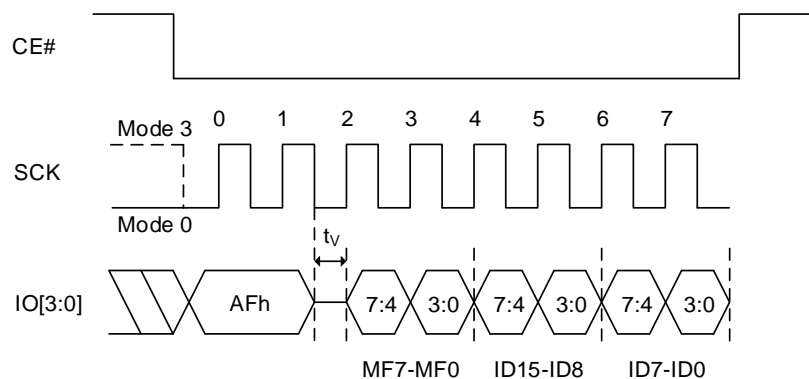 CE#
Mode 3 0 1 2 3 4 5 6 7
SCK
Mode 0
tV
IO[3:0] AFh 7:4 3:0 7:4 3:0 7:4 3:0
MF7-MF0 ID15-ID8 ID7-ID0